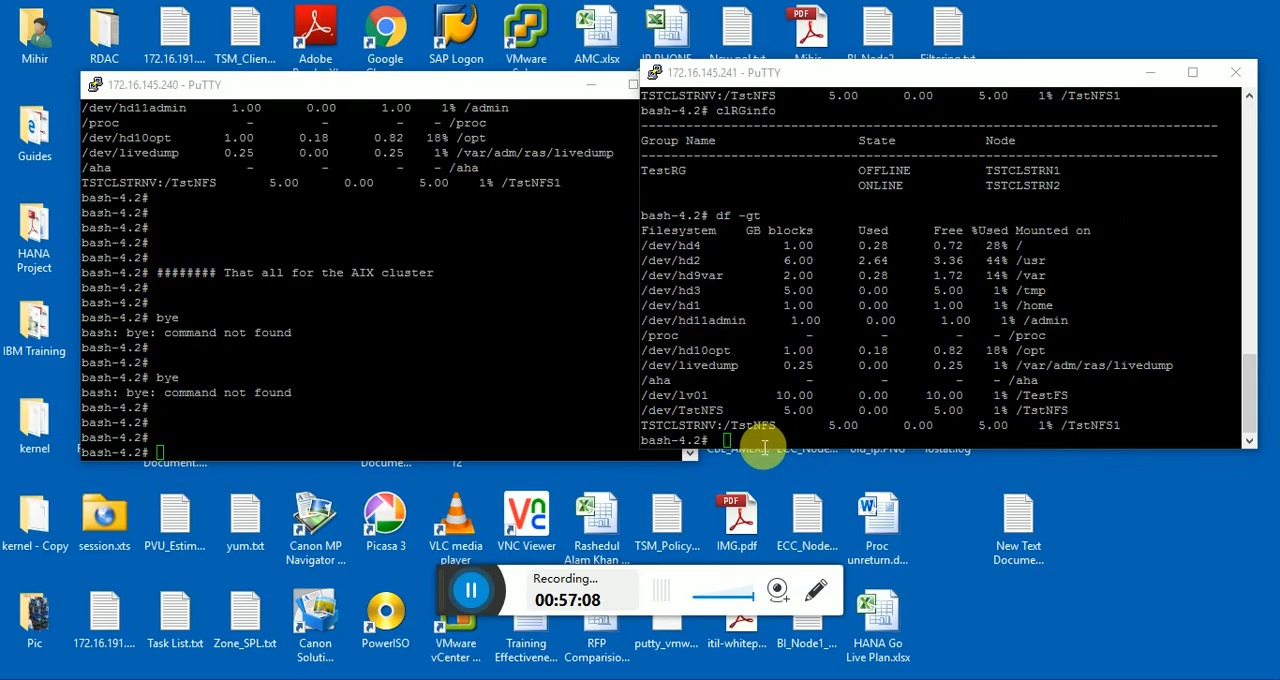 Mihir
RDAC
172.16.191....
TSM_Clien...
Adobe
Google
SAP Logon
VMware
AMC.xlsx
IP PHONE
New not.txt
PDF
Mihir
BI_Node2
Filtering.txt
172.16.145.240 - PuTTY
/dev/hd11admin 1.00 0.00 1.00 1% /admin
/proc - - - - /proc
/dev/hd10opt 1.00 0.18 0.82 18% /opt
/dev/livedump 0.25 0.00 0.25 1% /var/adm/ras/livedump
/aha - - - - /aha
TSTCLSTRNV:/TstNFS 5.00 0.00 5.00 1% /TstNFS1
bash-4.2#
bash-4.2#
bash-4.2#
bash-4.2#
bash-4.2#
bash-4.2# ######## That all for the AIX cluster
bash-4.2#
bash-4.2#
bash-4.2# bye
bash: bye: command not found
bash-4.2#
bash-4.2#
bash-4.2# bye
bash: bye: command not found
bash-4.2#
bash-4.2#
bash-4.2#
bash-4.2#
172.16.145.241 - PuTTY
TSTCLSTRNV:/TstNFS 5.00 0.00 5.00 1% /TstNFS1
bash-4.2# clRGinfo
-----------------------------------------------------------------------------
Group Name State Node
-----------------------------------------------------------------------------
TestRG OFFLINE TSTCLSTRN1
ONLINE TSTCLSTRN2
bash-4.2# df -gt
Filesystem GB blocks Used Free %Used Mounted on
/dev/hd4 1.00 0.28 0.72 28% /
/dev/hd2 6.00 2.64 3.36 44% /usr
/dev/hd9var 2.00 0.28 1.72 14% /var
/dev/hd3 5.00 0.00 5.00 1% /tmp
/dev/hd1 1.00 0.00 1.00 1% /home
/dev/hd11admin 1.00 0.00 1.00 1% /admin
/proc - - - - /proc
/dev/hd10opt 1.00 0.18 0.82 18% /opt
/dev/livedump 0.25 0.00 0.25 1% /var/adm/ras/livedump
/aha - - - - /aha
/dev/lv01 10.00 0.00 10.00 1% /TestFS
/dev/TstNFS 5.00 0.00 5.00 1% /TstNFS
TSTCLSTRNV:/TstNFS 5.00 0.00 5.00 1% /TstNFS1
bash-4.2#
Guides
HANA
Project
IBM Training
kernel
Document....
Docume...
12
iostat.log
kernel - Copy
session.xts
PVU_Estim...
yum.txt
Canon MP
Navigator ...
Picasa 3
VLC media
player
VNC Viewer
Rashedul
Alam Khan ...
TSM_Policy...
PDF
IMG.pdf
ECC_Node...
Proc
unreturn.d...
New Text
Docume...
Recording...
00:57:08
Pic
172.16.191....
Task List.txt
Zone_SPL.txt
Canon
Soluti...
PowerISO
VMware
vCenter ...
Training
Effectivene...
RFP
Comparision...
putty_vmw...
itil-whitep...
BI_Node1_...
HANA Go
Live Plan.xlsx